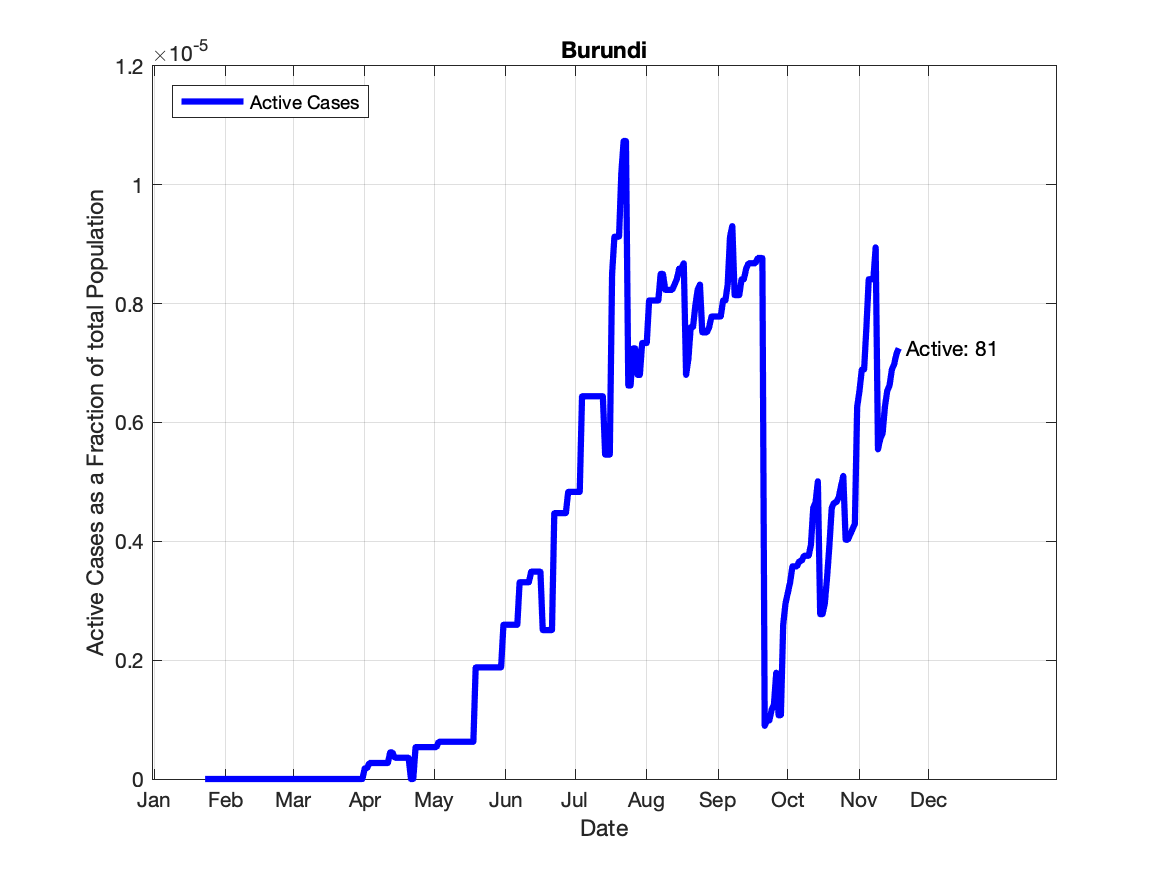 Burundi
×10-5
1.2
1
0.8
0.6
0.4
0.2
0
Active Cases as a Fraction of total Population
Active Cases
Active: 81
Jan Feb Mar Apr May Jun Jul Aug Sep Oct Nov Dec
Date